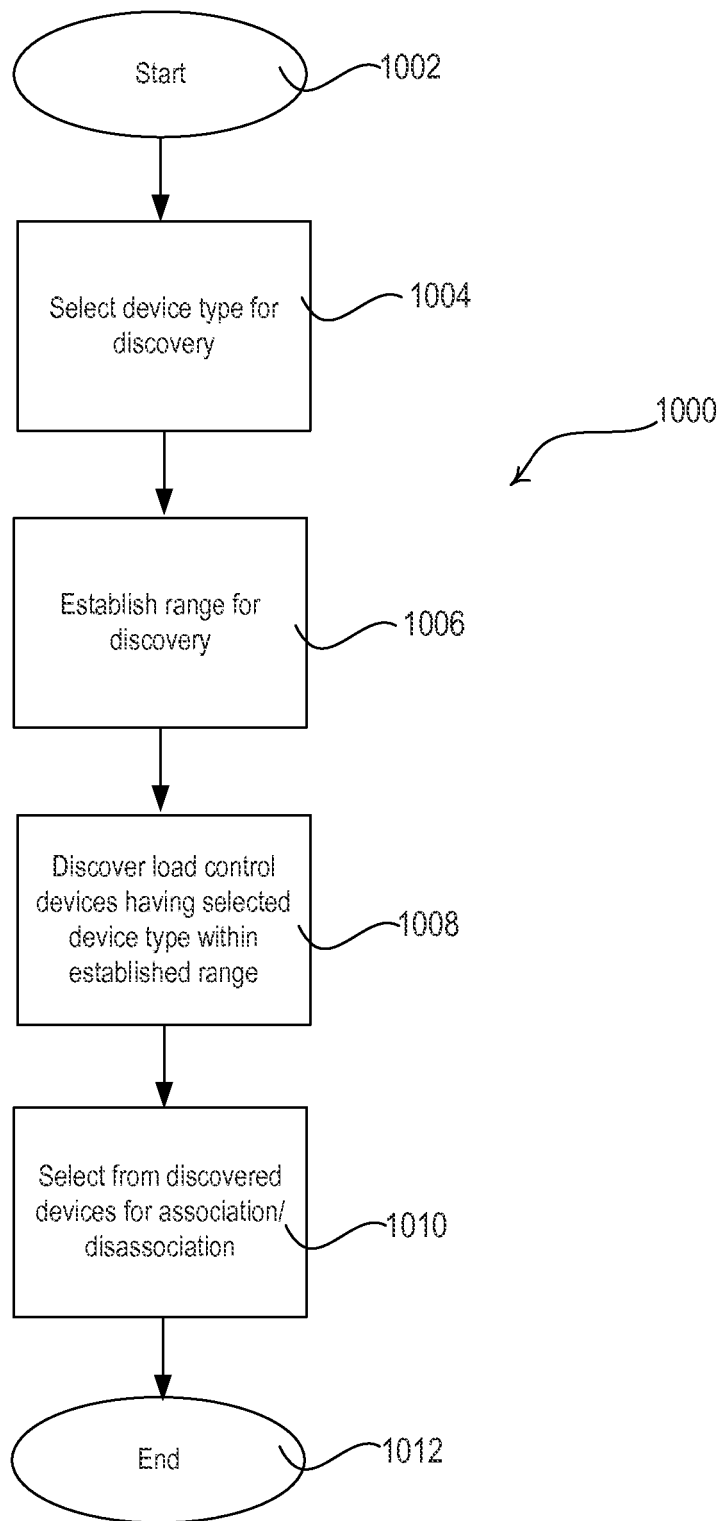 Start
1002
Select device type for
discovery
1004
1000
Establish range for
discovery
1006
Discover load control
devices having selected
device type within
established range
1008
Select from discovered
devices for association/
disassociation
1010
End
1012